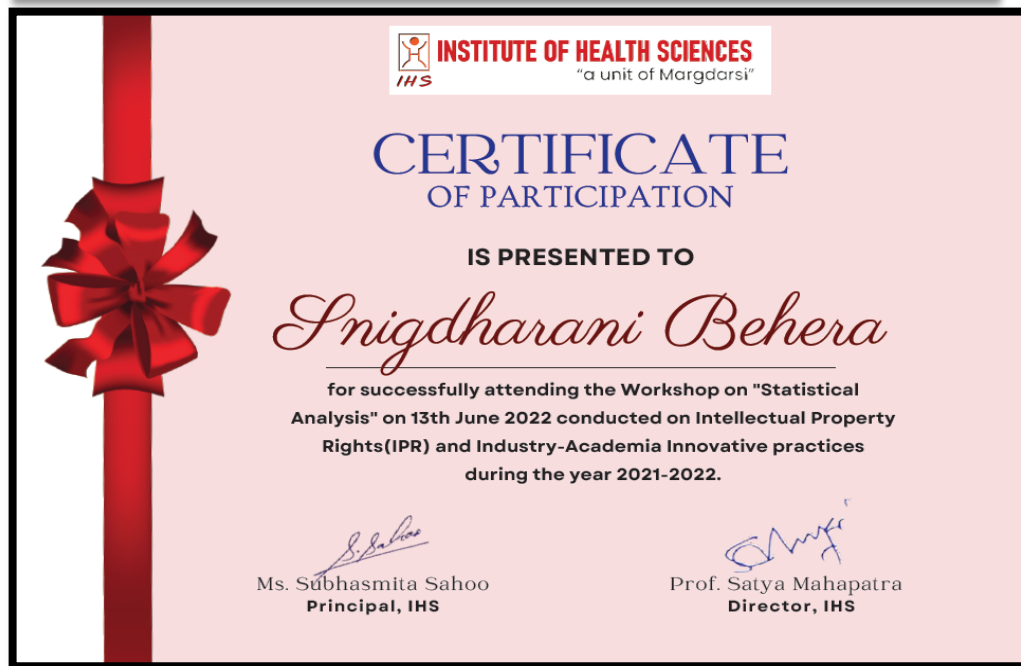 INSTITUTE OF HEALTH SCIENCES
IHS
"a unit of Margdarsi"
CERTIFICATE
OF PARTICIPATION
IS PRESENTED TO
Snigdharani Behera
for successfully attending the Workshop on "Statistical
Analysis" on 13th June 2022 conducted on Intellectual Property
Rights(IPR) and Industry-Academia Innovative practices
during the year 2021-2022.
S. Sahoo
Ms. Subhasmita Sahoo
Principal, IHS
Prof. Satya Mahapatra
Director, IHS